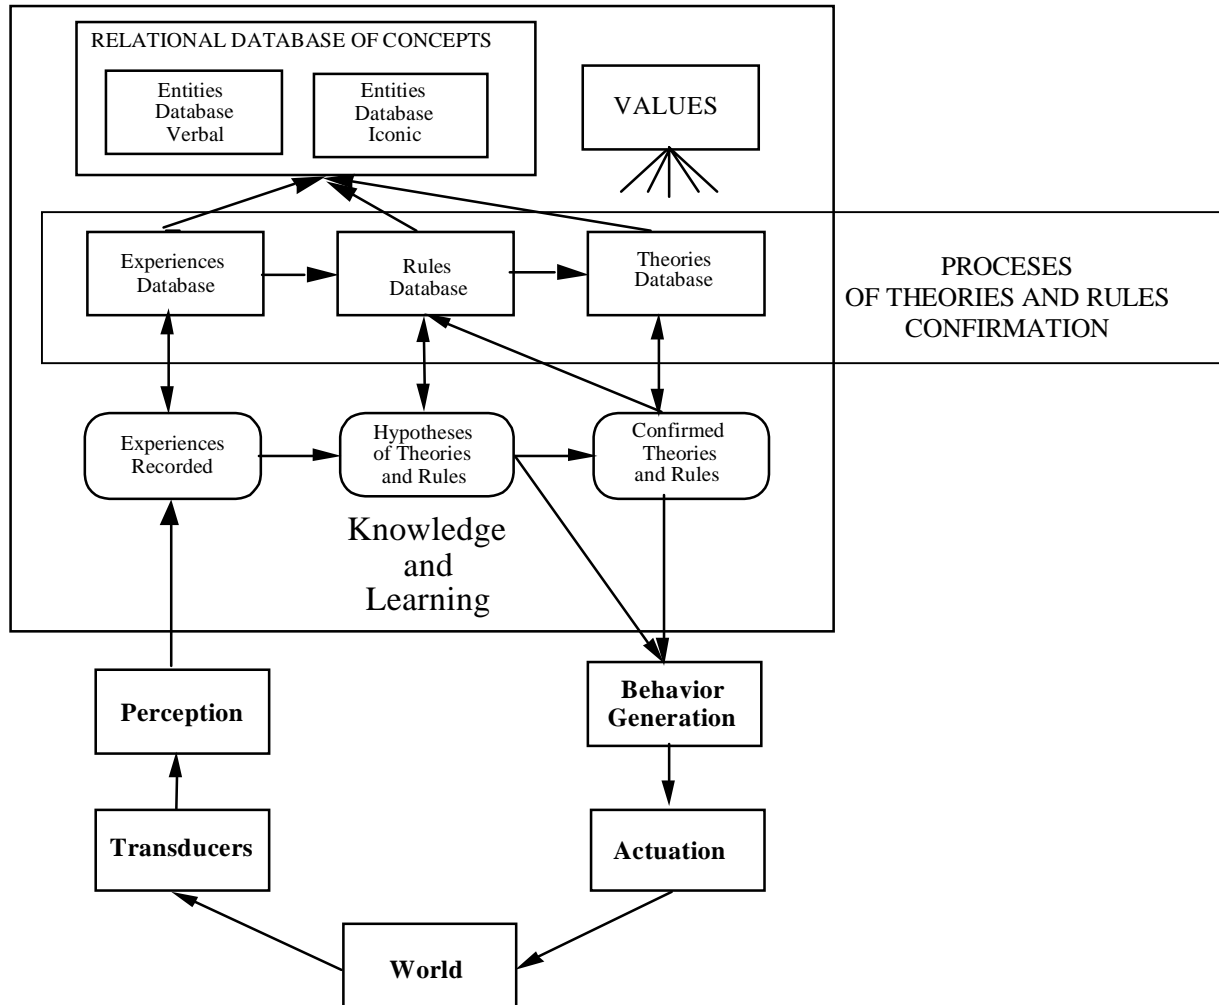 RELATIONAL DATABASE OF CONCEPTS
Entities
Database
Verbal
Entities
Database
Iconic
VALUES
Experiences
Database
Rules
Database
Theories
Database
PROCESES
OF THEORIES AND RULES
CONFIRMATION
Experiences
Recorded
Hypotheses
of Theories
and Rules
Confirmed
Theories
and Rules
Knowledge
and
Learning
Perception
Behavior
Generation
Transducers
Actuation
World